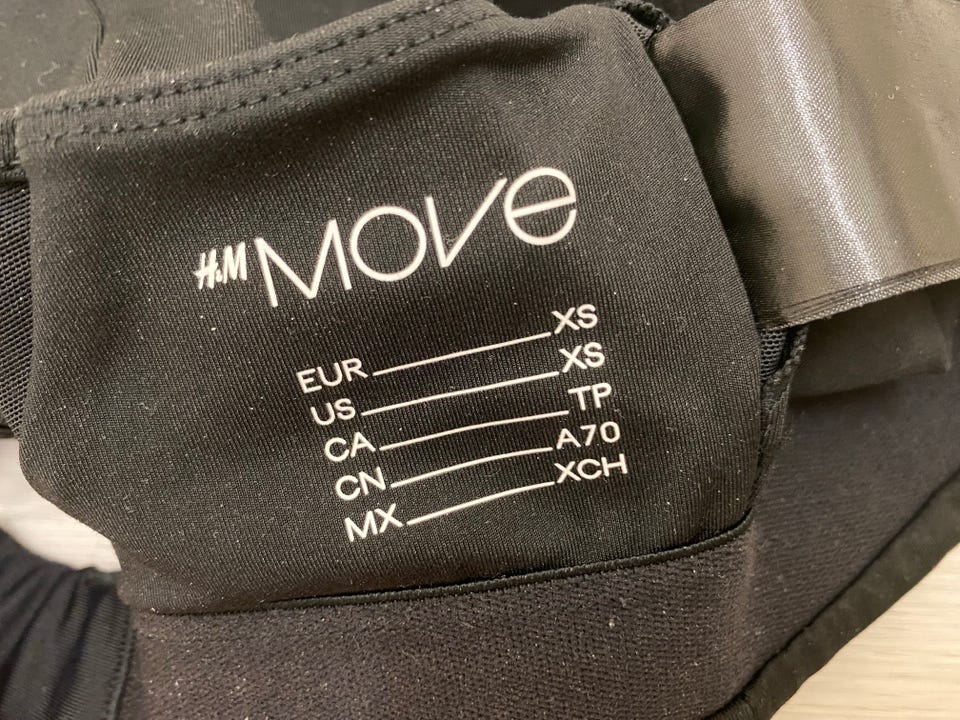 H&M MOVE
EUR XS
US XS
CA TP
CN A70
MX XCH